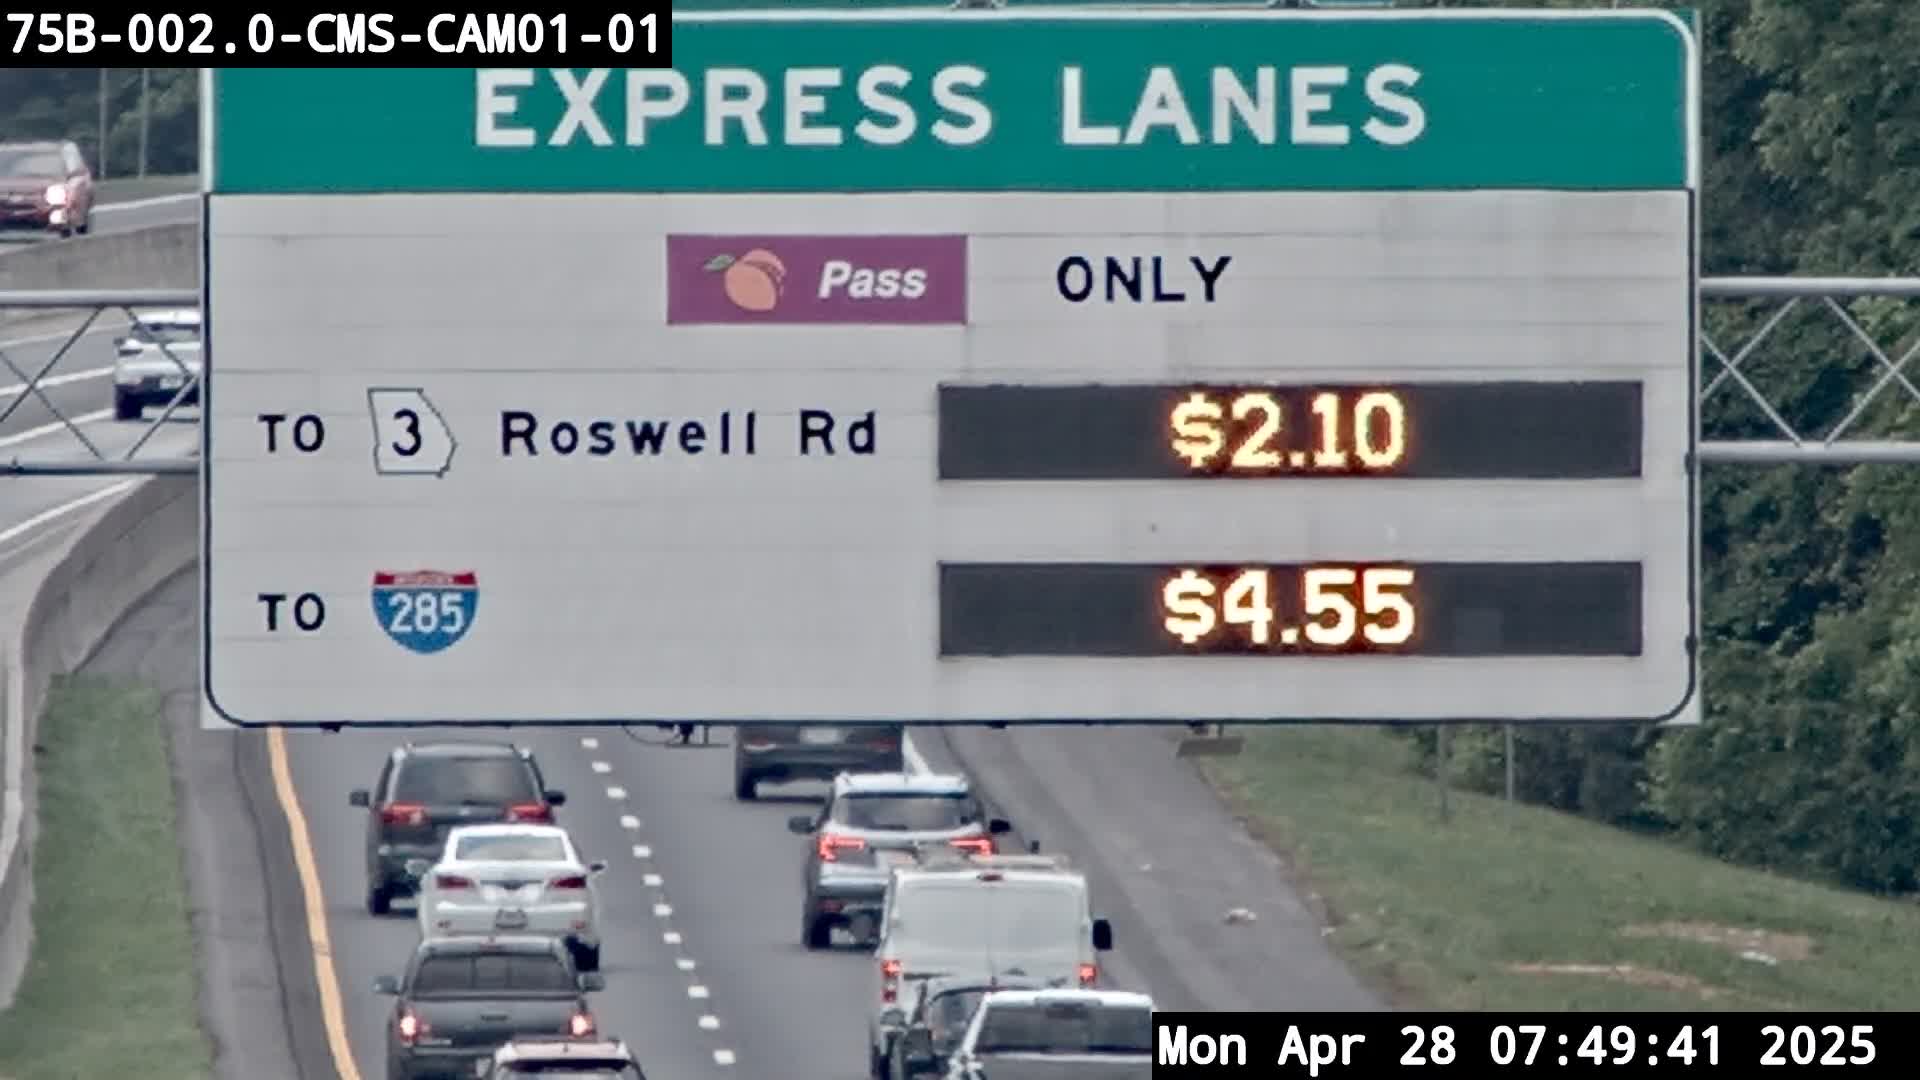 75B-002.0-CMS-CAM01-01
EXPRESS LANES
Pass ONLY
TO 3 Roswell Rd $2.10
TO 285 $4.55
Mon Apr 28 07:49:41 2025